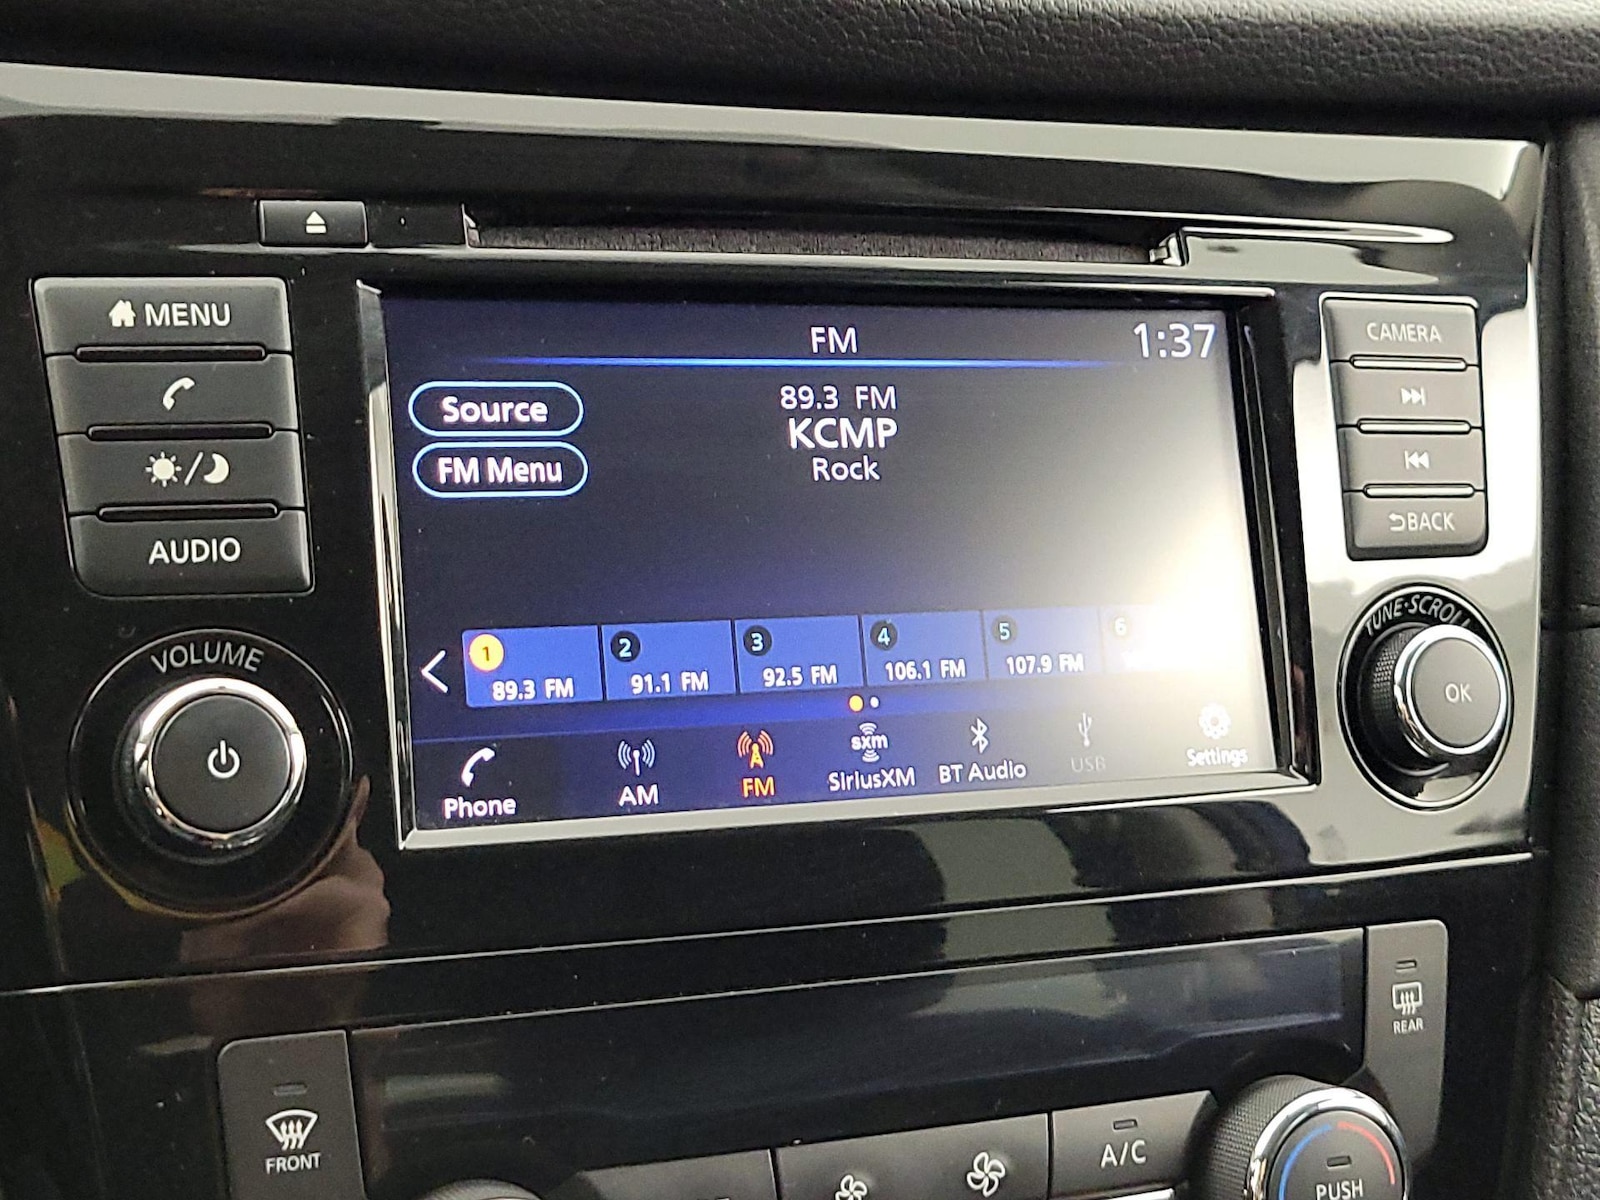 MENU
AUDIO
VOLUME
FM
1:37
Source
FM Menu
89.3 FM
KCMP
Rock
1
89.3 FM
2
91.1 FM
3
92.5 FM
4
106.1 FM
5
107.9 FM
6
Phone
AM
FM
sxm
SiriusXM
BT Audio
USB
Settings
CAMERA
BACK
TUNE·SCROLL
OK
FRONT
REAR
A/C
PUSH